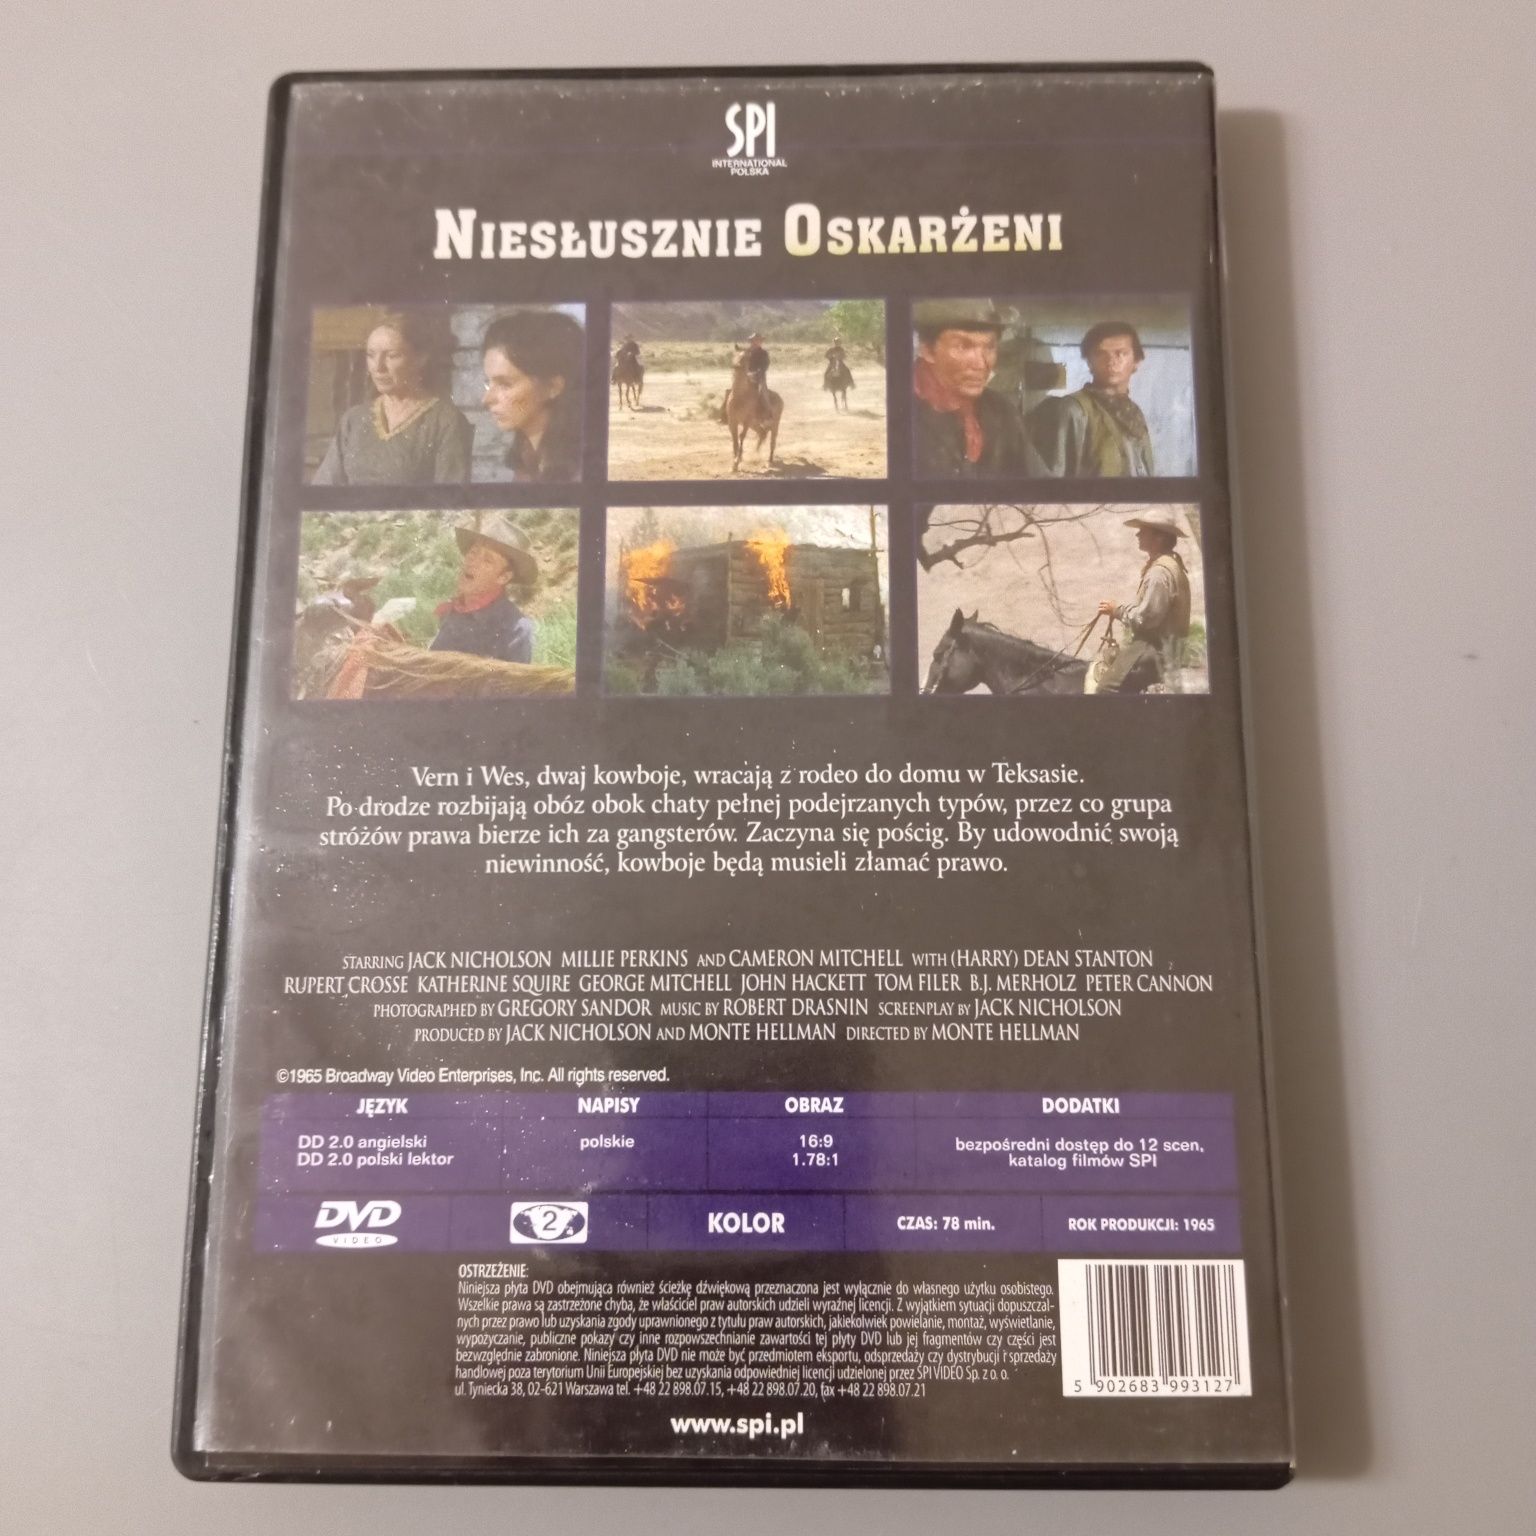 SPI
INTERNATIONAL
POLSKA
NIESŁUSZNIE OSKARŻENI
Vern i Wes, dwaj kowboje, wracają z rodeo do domu w Teksasie.
Po drodze rozbijają obóz obok chaty pełnej podejrzanych typów, przez co grupa
stróżów prawa bierze ich za gangsterów. Zaczyna się pościg. By udowodnić swoją
niewinność, kowboje będą musieli złamać prawo.
STARRING JACK NICHOLSON MILLIE PERKINS AND CAMERON MITCHELL WITH (HARRY) DEAN STANTON
RUPERT CROSSE KATHERINE SQUIRE GEORGE MITCHELL JOHN HACKETT TOM FILER B.J. MERHOLZ PETER CANNON
PHOTOGRAPHED BY GREGORY SANDOR MUSIC BY ROBERT DRASNIN SCREENPLAY BY JACK NICHOLSON
PRODUCED BY JACK NICHOLSON AND MONTE HELLMAN DIRECTED BY MONTE HELLMAN
©1965 Broadway Video Enterprises, Inc. All rights reserved.
JĘZYK NAPISY OBRAZ DODATKI
DD 2.0 angielski polskie 16:9 bezpośredni dostęp do 12 scen,
DD 2.0 polski lektor 1.78:1 katalog filmów SPI
DVD VIDEO 2 KOLOR CZAS: 78 min. ROK PRODUKCJI: 1965
OSTRZEŻENIE:
Niniejsza płyta DVD obejmująca również ścieżkę dźwiękową przeznaczona jest wyłącznie do własnego użytku osobistego.
Wszelkie prawa są zastrzeżone chyba, że właściciel praw autorskich udzieli wyraźnej licencji. Z wyjątkiem sytuacji dopuszczal-
nych przez prawo lub uzyskania zgody uprawnionego z tytułu praw autorskich, jakiekolwiek powielanie, montaż, wyświetlanie,
wypożyczanie, publiczne pokazy czy inne rozpowszechnianie zawartości tej płyty DVD lub jej fragmentów czy części jest
bezwzględnie zabronione. Niniejsza płyta DVD nie może być przedmiotem eksportu, odsprzedaży czy dystrybucji i sprzedaży
handlowej poza terytorium Unii Europejskiej bez uzyskania odpowiedniej licencji udzielonej przez SPI VIDEO Sp. z o. o.
ul. Tyniecka 38, 02-621 Warszawa tel. +48 22 898.07.15, +48 22 898.07.20, fax +48 22 898.07.21
5 902683 993127
www.spi.pl